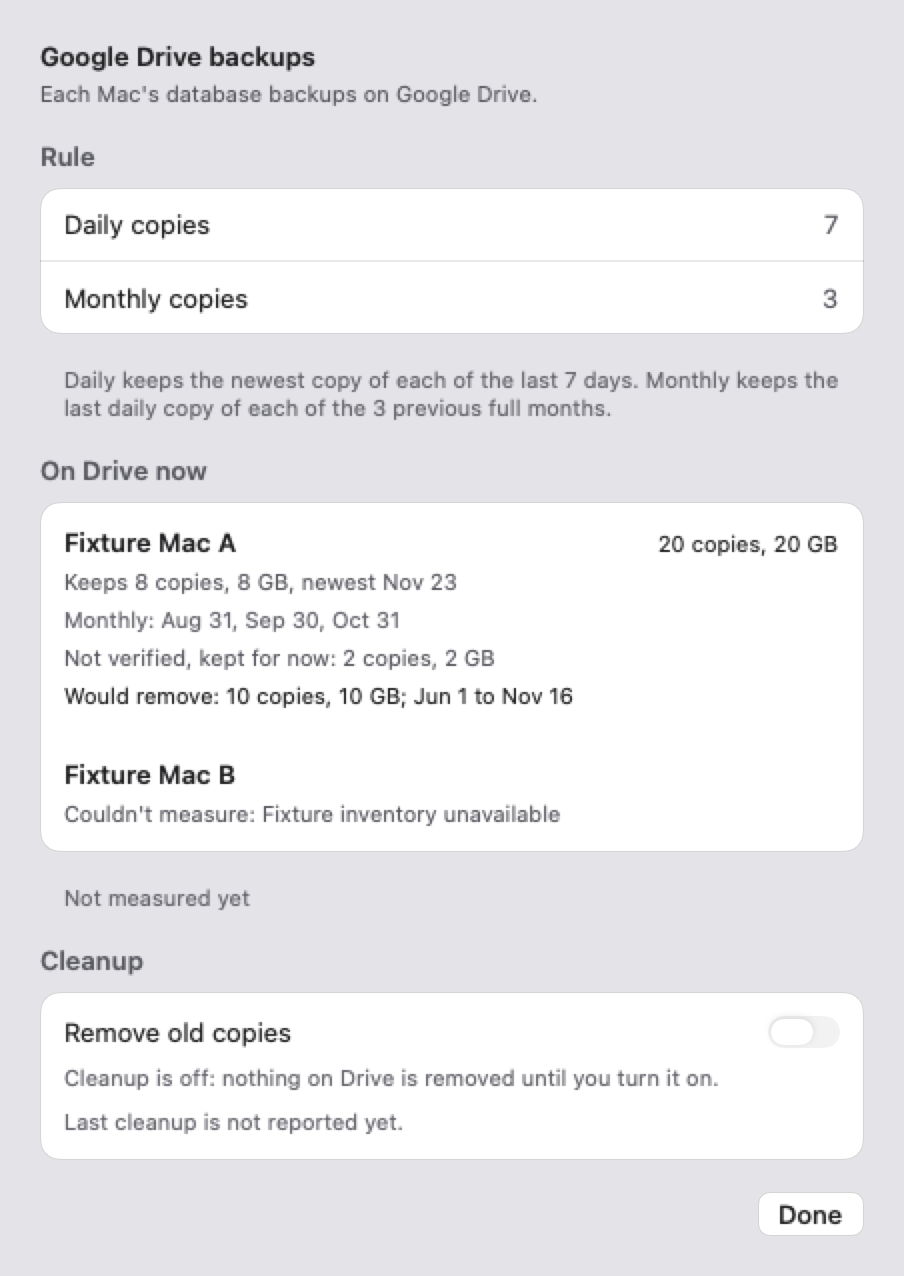 Google Drive backups
Each Mac's database backups on Google Drive.
Rule
Daily copies 7
Monthly copies 3
Daily keeps the newest copy of each of the last 7 days. Monthly keeps the
last daily copy of each of the 3 previous full months.
On Drive now
Fixture Mac A 20 copies, 20 GB
Keeps 8 copies, 8 GB, newest Nov 23
Monthly: Aug 31, Sep 30, Oct 31
Not verified, kept for now: 2 copies, 2 GB
Would remove: 10 copies, 10 GB; Jun 1 to Nov 16
Fixture Mac B
Couldn't measure: Fixture inventory unavailable
Not measured yet
Cleanup
Remove old copies
Cleanup is off: nothing on Drive is removed until you turn it on.
Last cleanup is not reported yet.
Done